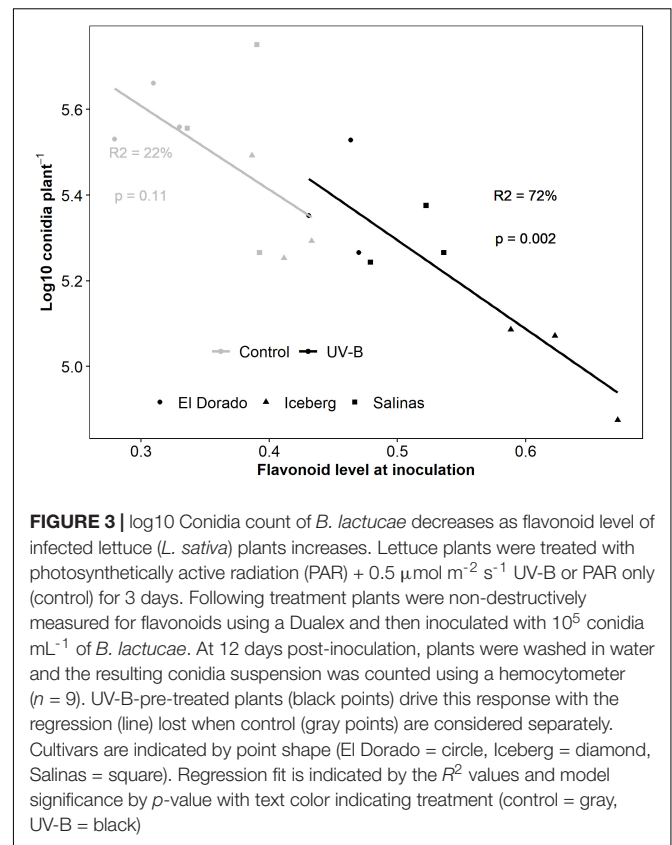 5.6
5.4
5.2
5.0
Log10 conidia plant⁻¹
R2 = 22%
p = 0.11
R2 = 72%
p = 0.002
Control UV-B
El Dorado Iceberg Salinas
0.3 0.4 0.5 0.6
Flavonoid level at inoculation
FIGURE 3 | log10 Conidia count of B. lactucae decreases as flavonoid level of
infected lettuce (L. sativa) plants increases. Lettuce plants were treated with
photosynthetically active radiation (PAR) + 0.5 μmol m⁻² s⁻¹ UV-B or PAR only
(control) for 3 days. Following treatment plants were non-destructively
measured for flavonoids using a Dualex and then inoculated with 10⁵ conidia
mL⁻¹ of B. lactucae. At 12 days post-inoculation, plants were washed in water
and the resulting conidia suspension was counted using a hemocytometer
(n = 9). UV-B-pre-treated plants (black points) drive this response with the
regression (line) lost when control (gray points) are considered separately.
Cultivars are indicated by point shape (El Dorado = circle, Iceberg = diamond,
Salinas = square). Regression fit is indicated by the R² values and model
significance by p-value with text color indicating treatment (control = gray,
UV-B = black)